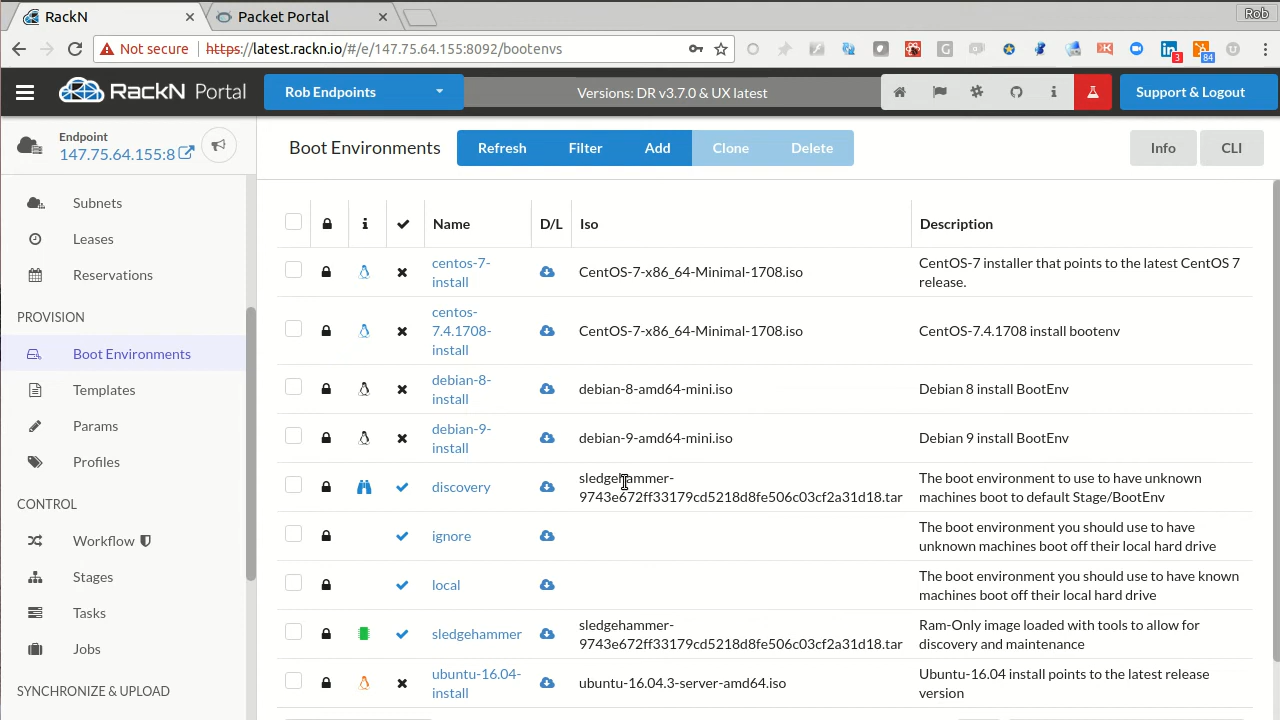 RackN
Packet Portal
Rob
Not secure https://latest.rackn.io/#/e/147.75.64.155:8092/bootenvs
3
84
RACKN Portal
Rob Endpoints
Versions: DR v3.7.0 & UX latest
Support & Logout
Endpoint
147.75.64.155:8
Boot Environments
Refresh
Filter
Add
Clone
Delete
Info
CLI
Subnets
Leases
Reservations
PROVISION
Boot Environments
Templates
Params
Profiles
CONTROL
Workflow
Stages
Tasks
Jobs
SYNCHRONIZE & UPLOAD
Name D/L Iso Description
centos-7-
install
CentOS-7-x86_64-Minimal-1708.iso
CentOS-7 installer that points to the latest CentOS 7
release.
centos-
7.4.1708-
install
CentOS-7-x86_64-Minimal-1708.iso
CentOS-7.4.1708 install bootenv
debian-8-
install
debian-8-amd64-mini.iso
Debian 8 install BootEnv
debian-9-
install
debian-9-amd64-mini.iso
Debian 9 install BootEnv
discovery
sledgehammer-
9743e672ff33179cd5218d8fe506c03cf2a31d18.tar
The boot environment to use to have unknown
machines boot to default Stage/BootEnv
ignore
The boot environment you should use to have
unknown machines boot off their local hard drive
local
The boot environment you should use to have known
machines boot off their local hard drive
sledgehammer
sledgehammer-
9743e672ff33179cd5218d8fe506c03cf2a31d18.tar
Ram-Only image loaded with tools to allow for
discovery and maintenance
ubuntu-16.04-
install
ubuntu-16.04.3-server-amd64.iso
Ubuntu-16.04 install points to the latest release
version